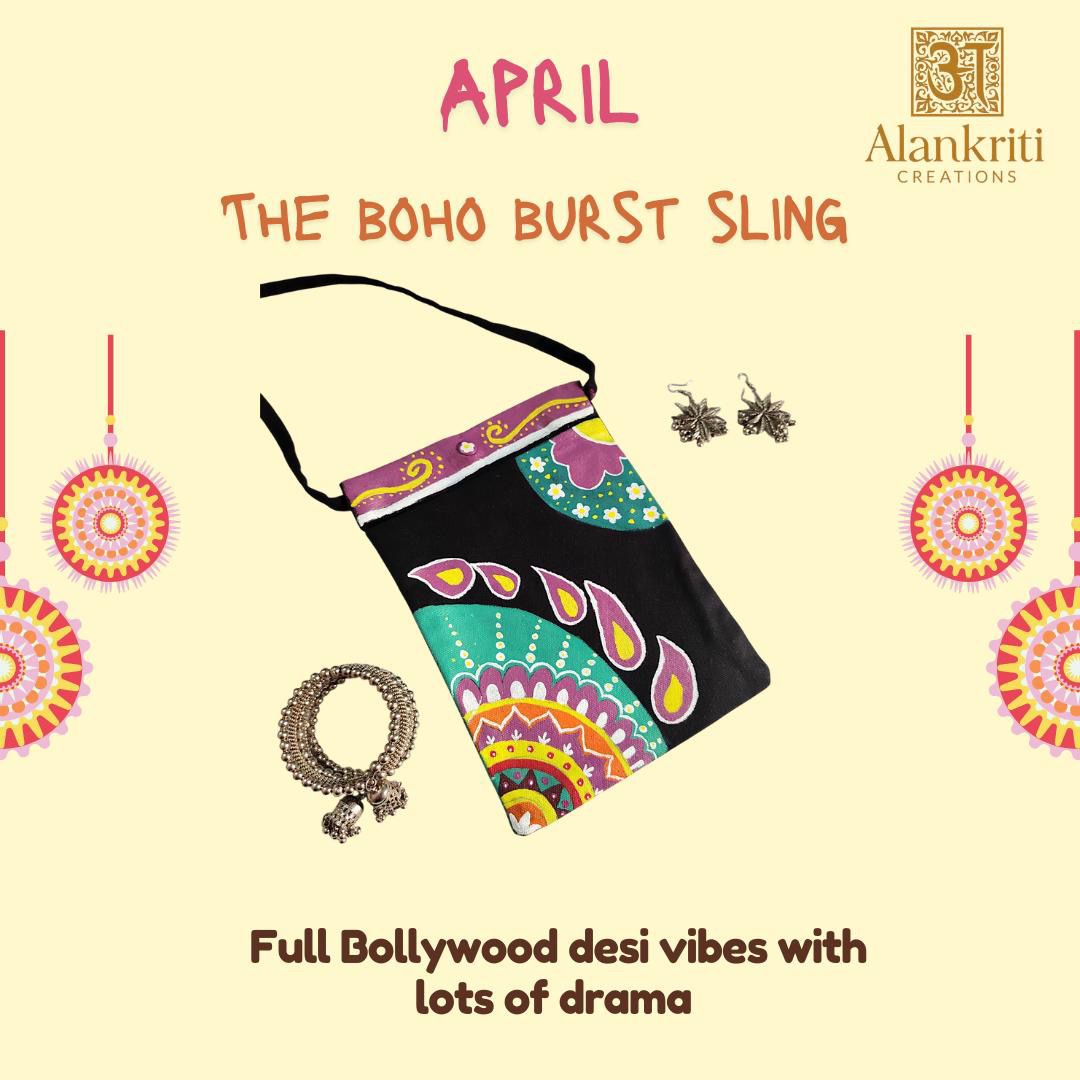 APRIL
अ
Alankriti
CREATIONS
THE BOHO BURST SLING
Full Bollywood desi vibes with
lots of drama